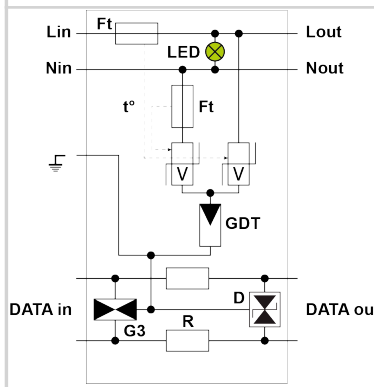 Ft
Lin
Lout
LED
Nin
Nout
t°
Ft
V
V
GDT
DATA in
D
DATA ou
G3
R